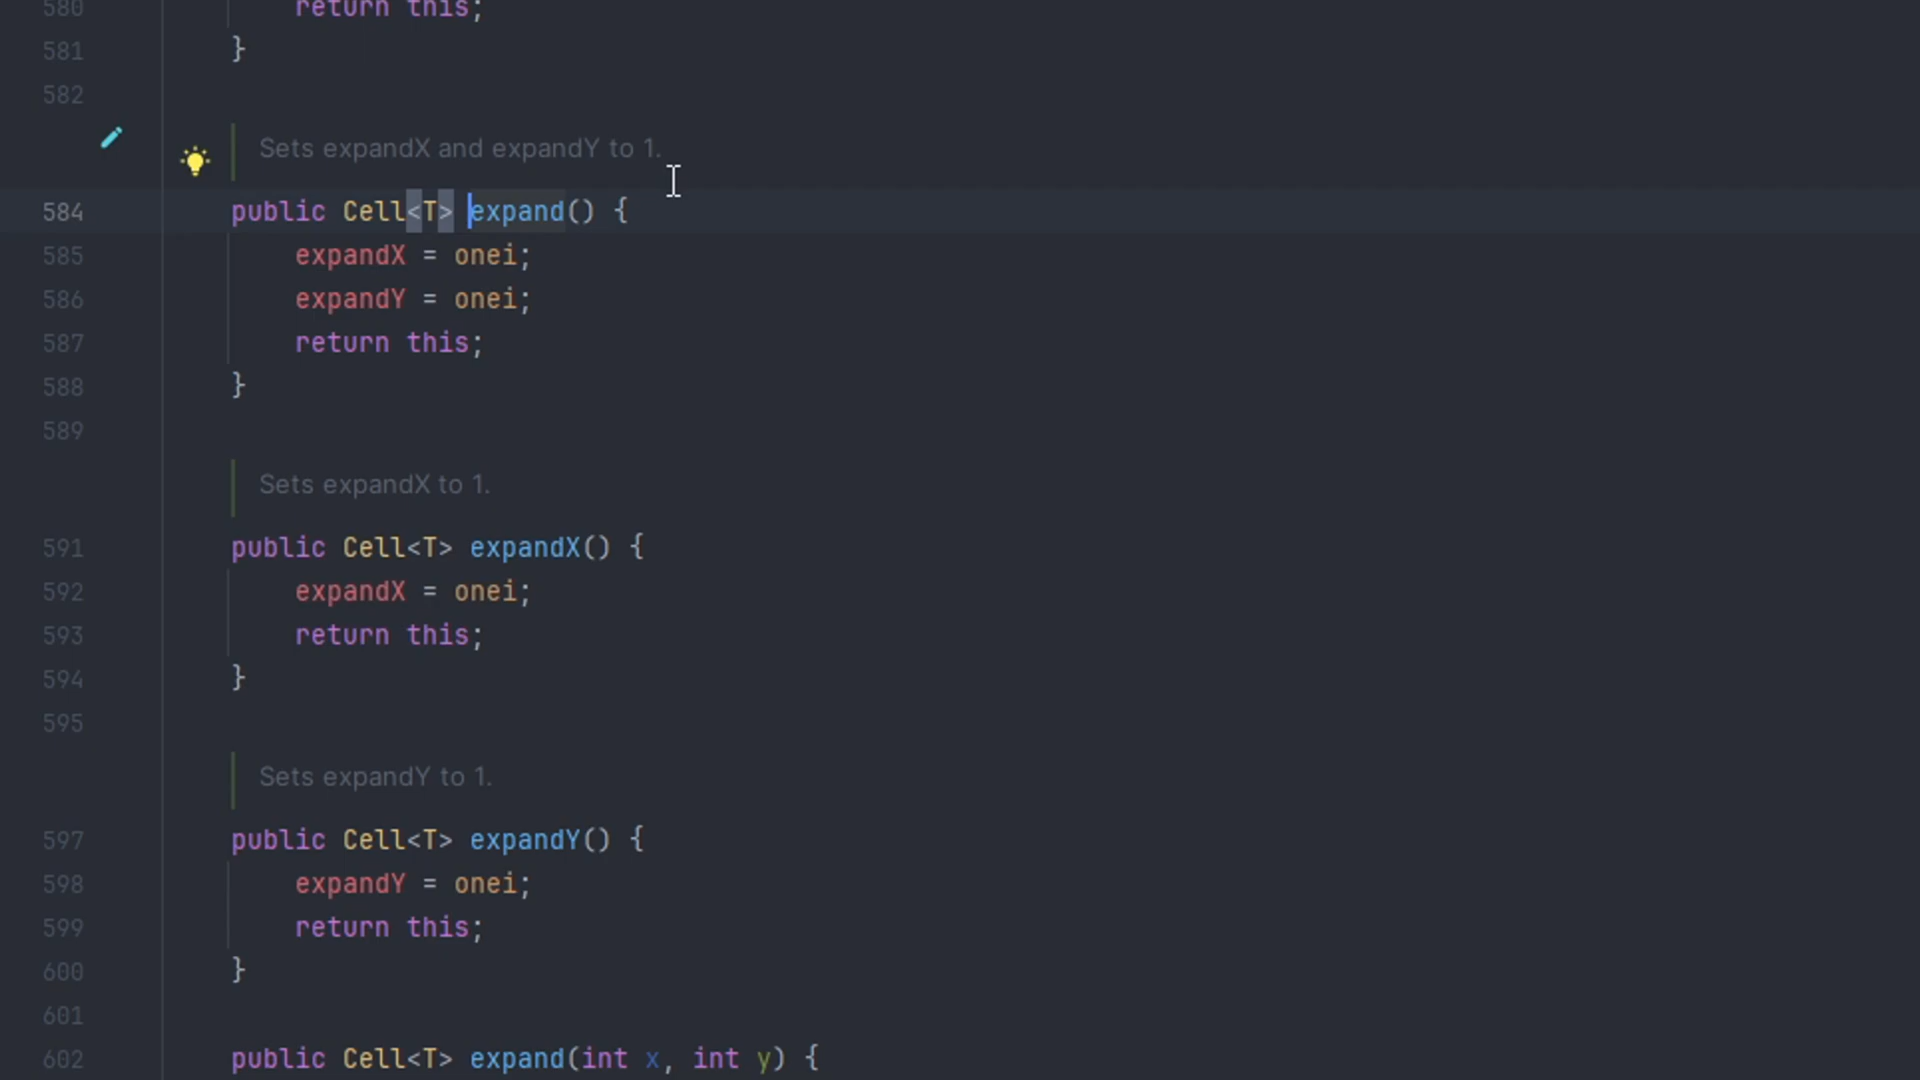 580 return this;
581 }
582
Sets expandX and expandY to 1.
584 public Cell<T> expand() {
585 expandX = onei;
586 expandY = onei;
587 return this;
588 }
589
Sets expandX to 1.
591 public Cell<T> expandX() {
592 expandX = onei;
593 return this;
594 }
595
Sets expandY to 1.
597 public Cell<T> expandY() {
598 expandY = onei;
599 return this;
600 }
601
602 public Cell<T> expand(int x, int y) {